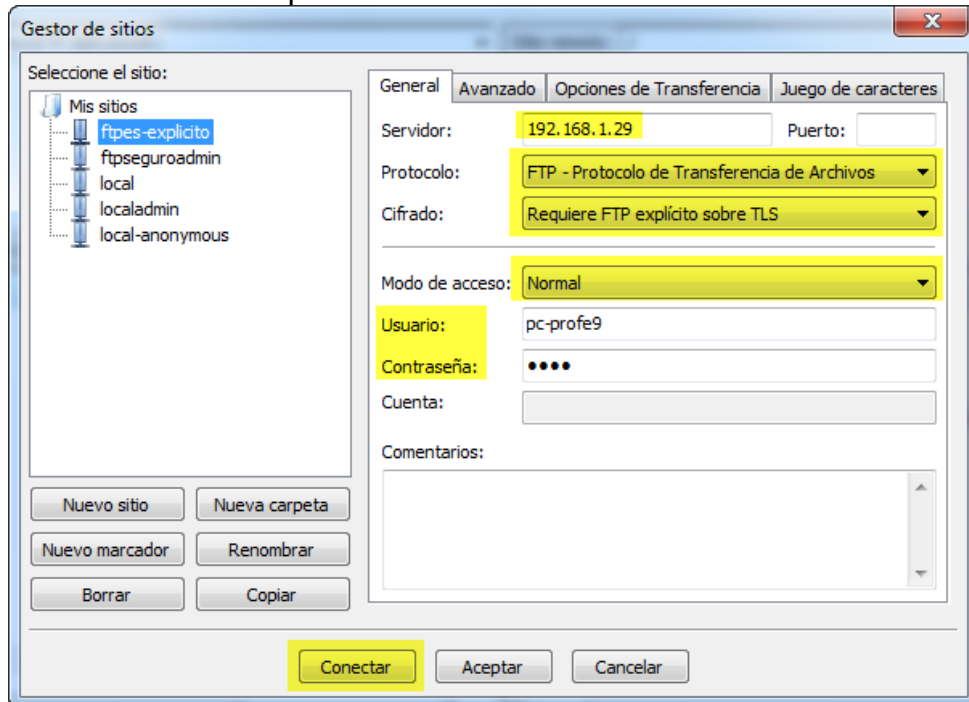 Gestor de sitios
Seleccione el sitio:
Mis sitios
ftpes-explicito
ftpseguroadmin
local
localadmin
local-anonymous
Nuevo sitio Nueva carpeta
Nuevo marcador Renombrar
Borrar Copiar
General Avanzado Opciones de Transferencia Juego de caracteres
Servidor: 192.168.1.29 Puerto:
Protocolo: FTP - Protocolo de Transferencia de Archivos
Cifrado: Requiere FTP explícito sobre TLS
Modo de acceso: Normal
Usuario: pc-profe9
Contraseña: ••••
Cuenta:
Comentarios:
Conectar Aceptar Cancelar